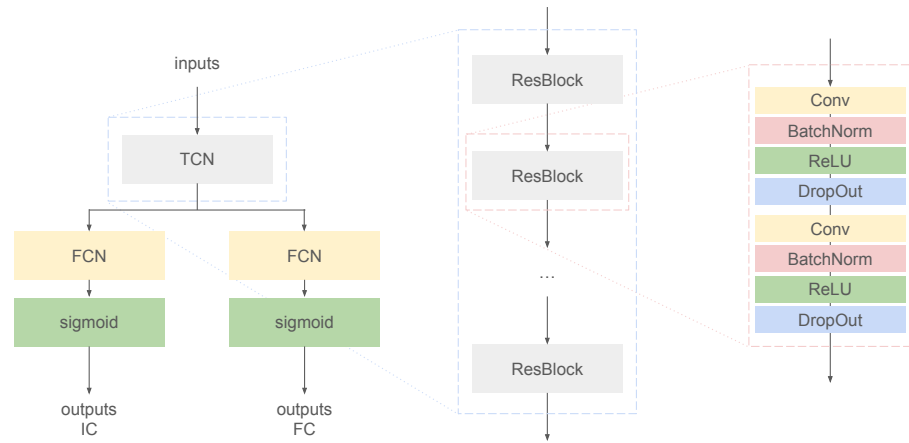 inputs
TCN
FCN
FCN
sigmoid
sigmoid
outputs
IC
outputs
FC
ResBlock
ResBlock
...
ResBlock
Conv
BatchNorm
ReLU
DropOut
Conv
BatchNorm
ReLU
DropOut